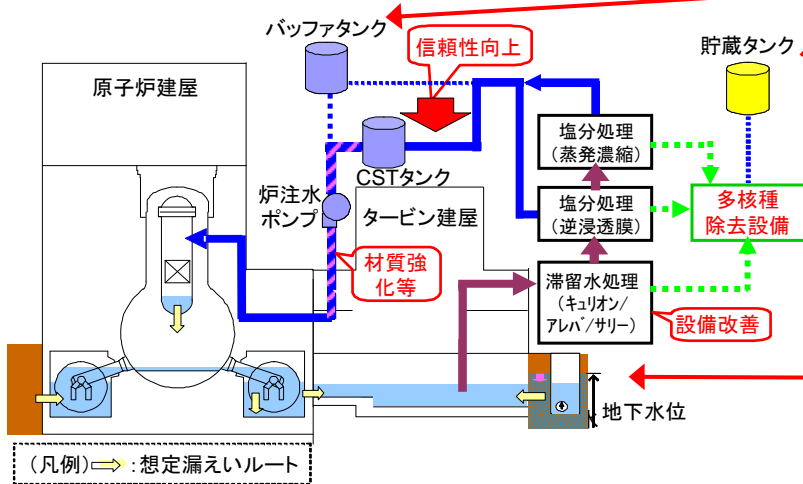 バッファタンク
信頼性向上
貯蔵タンク
原子炉建屋
塩分処理
(蒸発濃縮)
CSTタンク
炉注水
ポンプ
タービン建屋
塩分処理
(逆浸透膜)
多核種
除去設備
材質強
化等
滞留水処理
(キュリオン/
アレバ/サリー)
設備改善
地下水位
(凡例) :想定漏えいルート